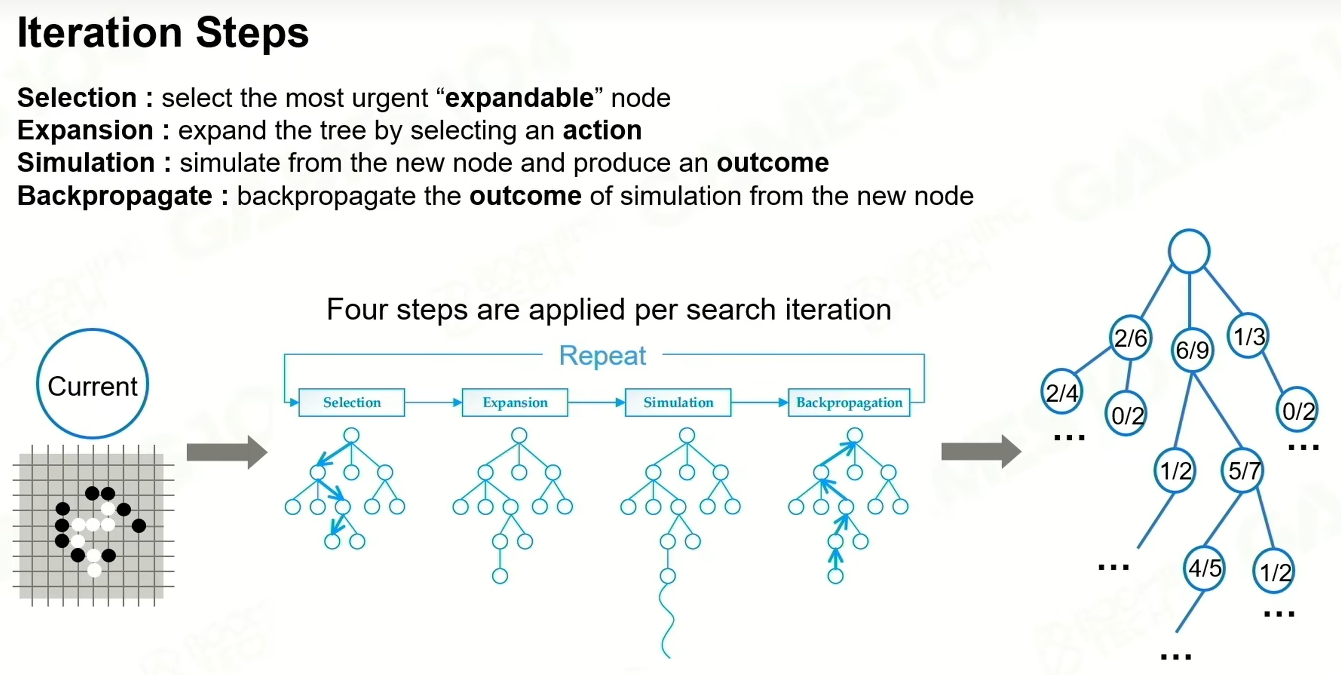 Iteration Steps
Selection : select the most urgent “expandable” node
Expansion : expand the tree by selecting an action
Simulation : simulate from the new node and produce an outcome
Backpropagate : backpropagate the outcome of simulation from the new node
Four steps are applied per search iteration
Repeat
Current
Selection
Expansion
Simulation
Backpropagation
2/6
6/9
1/3
2/4
0/2
0/2
...
...
1/2
5/7
...
4/5
1/2
...
...
GAMES 104